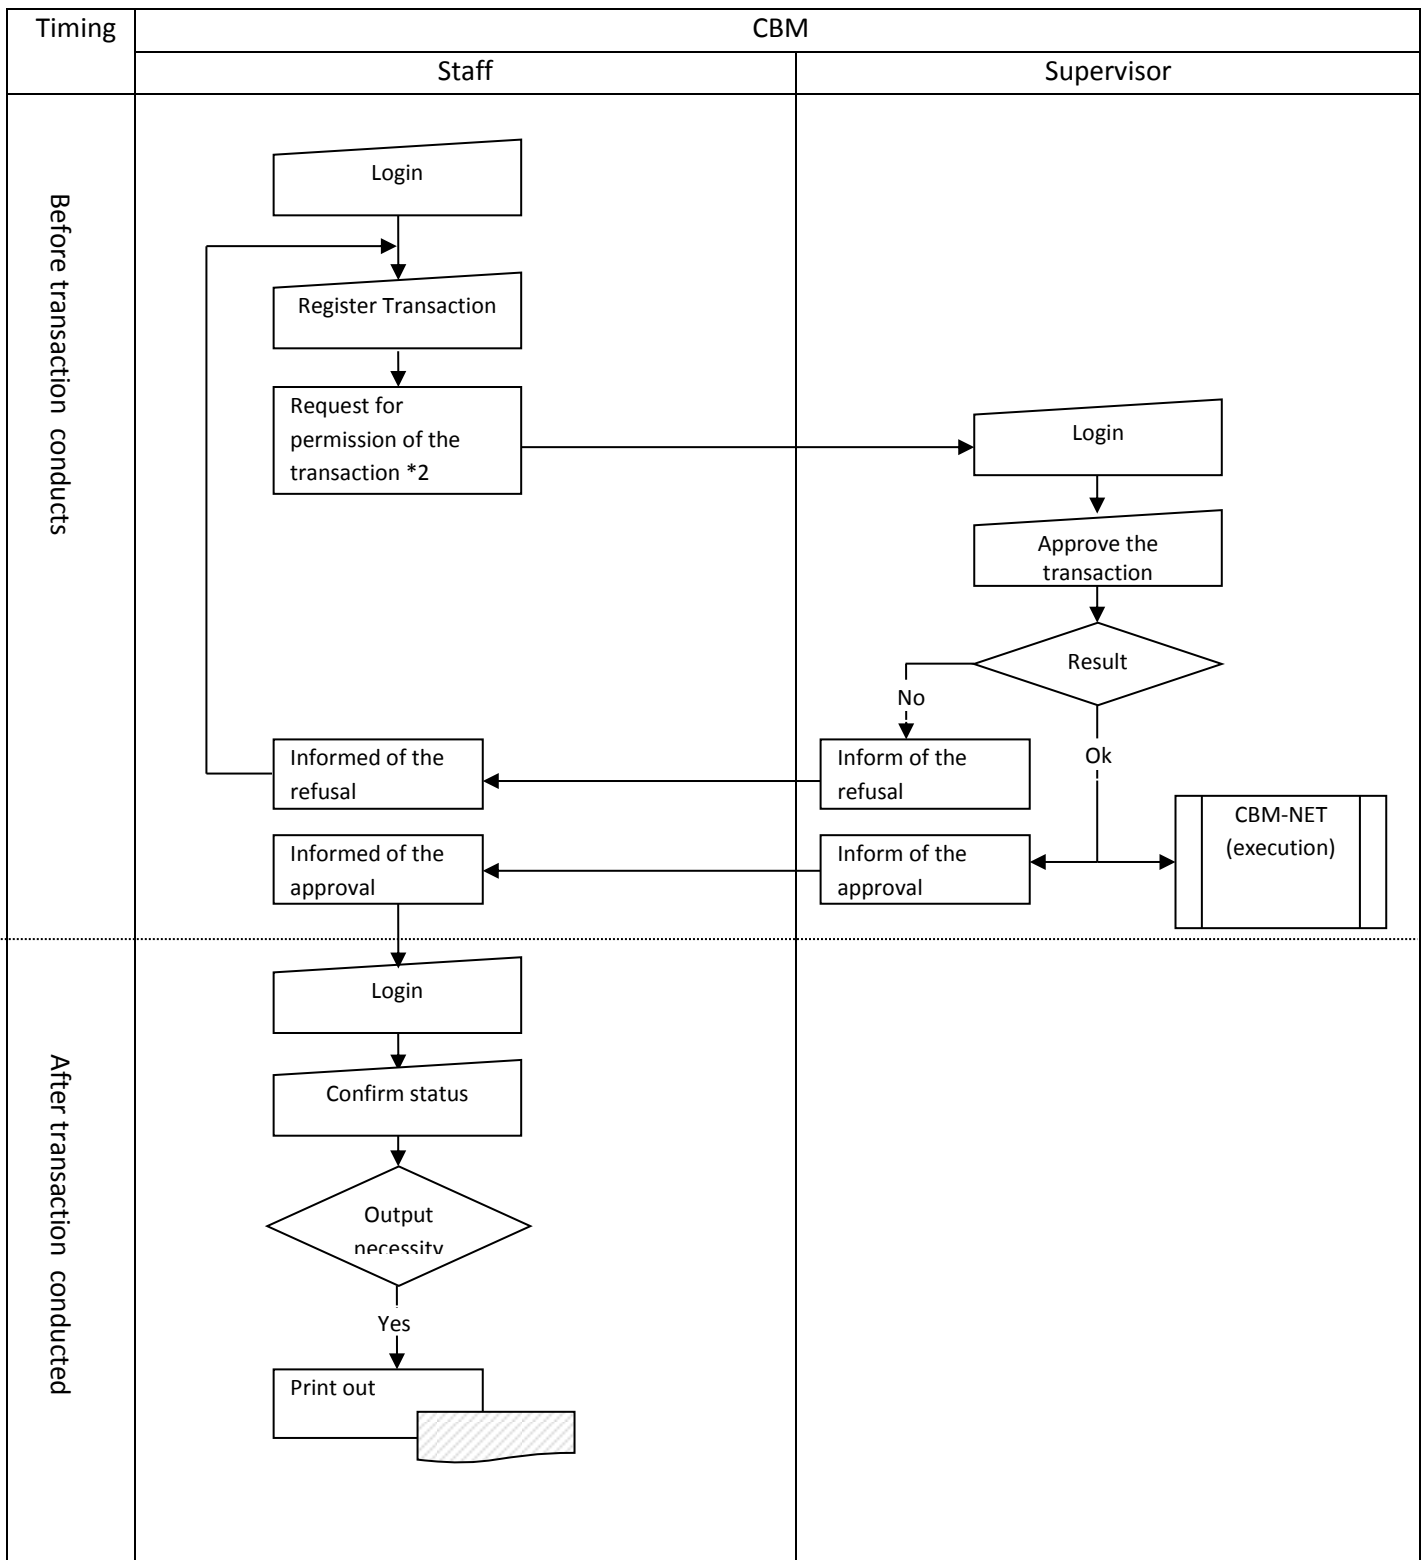 Timing
CBM
Staff
Supervisor
Before transaction conducts
Login
Register Transaction
Request for
permission of the
transaction *2
Login
Approve the
transaction
Result
No
Ok
Informed of the
refusal
Inform of the
refusal
CBM-NET
(execution)
Informed of the
approval
Inform of the
approval
After transaction conducted
Login
Confirm status
Output
necessity
Yes
Print out